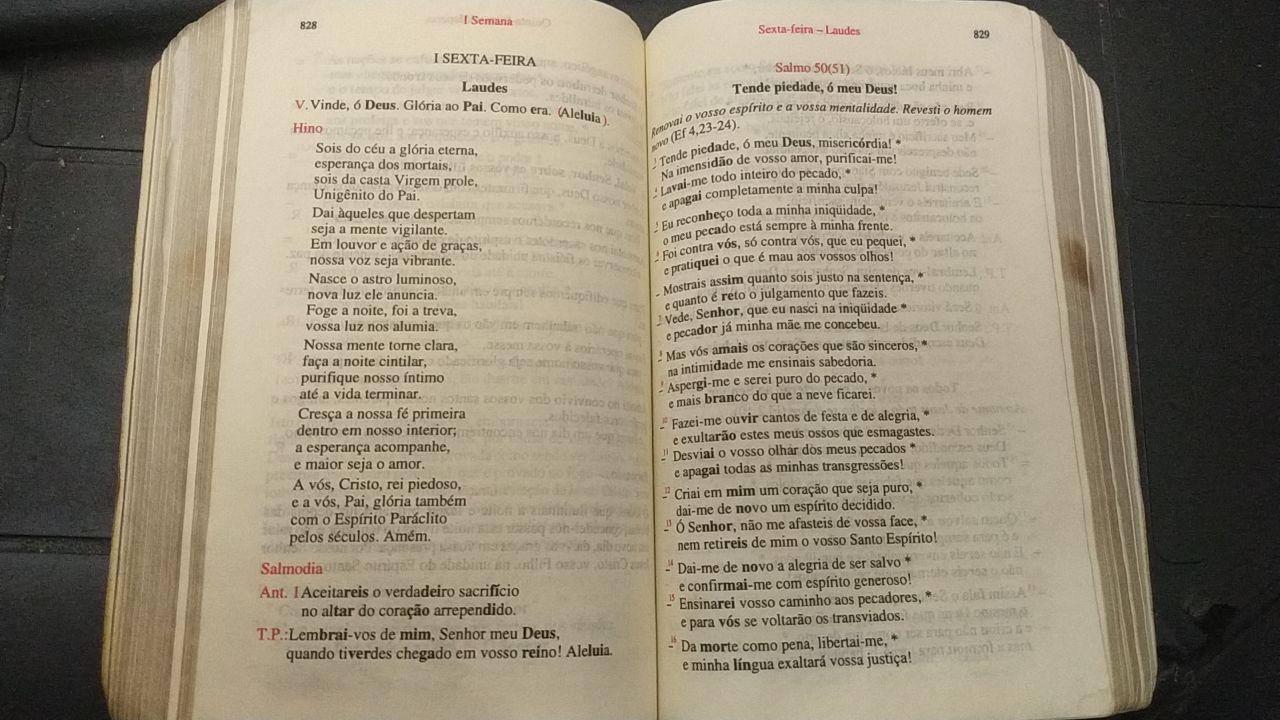 828
I Semana
I SEXTA-FEIRA
Laudes
V. Vinde, ó Deus. Glória ao Pai. Como era. (Aleluia).
Hino
Sois do céu a glória eterna,
esperança dos mortais,
sois da casta Virgem prole,
Unigênito do Pai.
Dai àqueles que despertam
seja a mente vigilante.
Em louvor e ação de graças,
nossa voz seja vibrante.
Nasce o astro luminoso,
nova luz ele anuncia.
Foge a noite, foi a treva,
vossa luz nos alumia.
Nossa mente torne clara,
faça a noite cintilar,
purifique nosso íntimo
até a vida terminar.
Cresça a nossa fé primeira
dentro em nosso interior;
a esperança acompanhe,
e maior seja o amor.
A vós, Cristo, rei piedoso,
e a vós, Pai, glória também
com o Espírito Paráclito
pelos séculos. Amém.
Salmodia
Ant. 1 Aceitareis o verdadeiro sacrifício
no altar do coração arrependido.
T.P.: Lembrai-vos de mim, Senhor meu Deus,
quando tiverdes chegado em vosso reino! Aleluia.
Sexta-feira – Laudes
829
Salmo 50(51)
Tende piedade, ó meu Deus!
Renovai o vosso espírito e a vossa mentalidade. Revesti o homem
novo (Ef 4,23-24).
Tende piedade, ó meu Deus, misericórdia! *
Na imensidão de vosso amor, purificai-me!
Lavai-me todo inteiro do pecado, *
e apagai completamente a minha culpa!
Eu reconheço toda a minha iniqüidade, *
o meu pecado está sempre à minha frente.
Foi contra vós, só contra vós, que eu pequei, *
e pratiquei o que é mau aos vossos olhos!
– Mostrais assim quanto sois justo na sentença, *
e quanto é reto o julgamento que fazeis.
Vede, Senhor, que eu nasci na iniqüidade *
e pecador já minha mãe me concebeu.
Mas vós amais os corações que são sinceros, *
na intimidade me ensinais sabedoria.
Aspergi-me e serei puro do pecado, *
e mais branco do que a neve ficarei.
10 Fazei-me ouvir cantos de festa e de alegria, *
e exultarão estes meus ossos que esmagastes.
11 Desviai o vosso olhar dos meus pecados *
e apagai todas as minhas transgressões!
12 Criai em mim um coração que seja puro, *
dai-me de novo um espírito decidido.
13 Ó Senhor, não me afasteis de vossa face, *
nem retireis de mim o vosso Santo Espírito!
14 Dai-me de novo a alegria de ser salvo *
e confirmai-me com espírito generoso!
15 Ensinarei vosso caminho aos pecadores, *
e para vós se voltarão os transviados.
16 Da morte como pena, libertai-me, *
e minha língua exaltará vossa justiça!